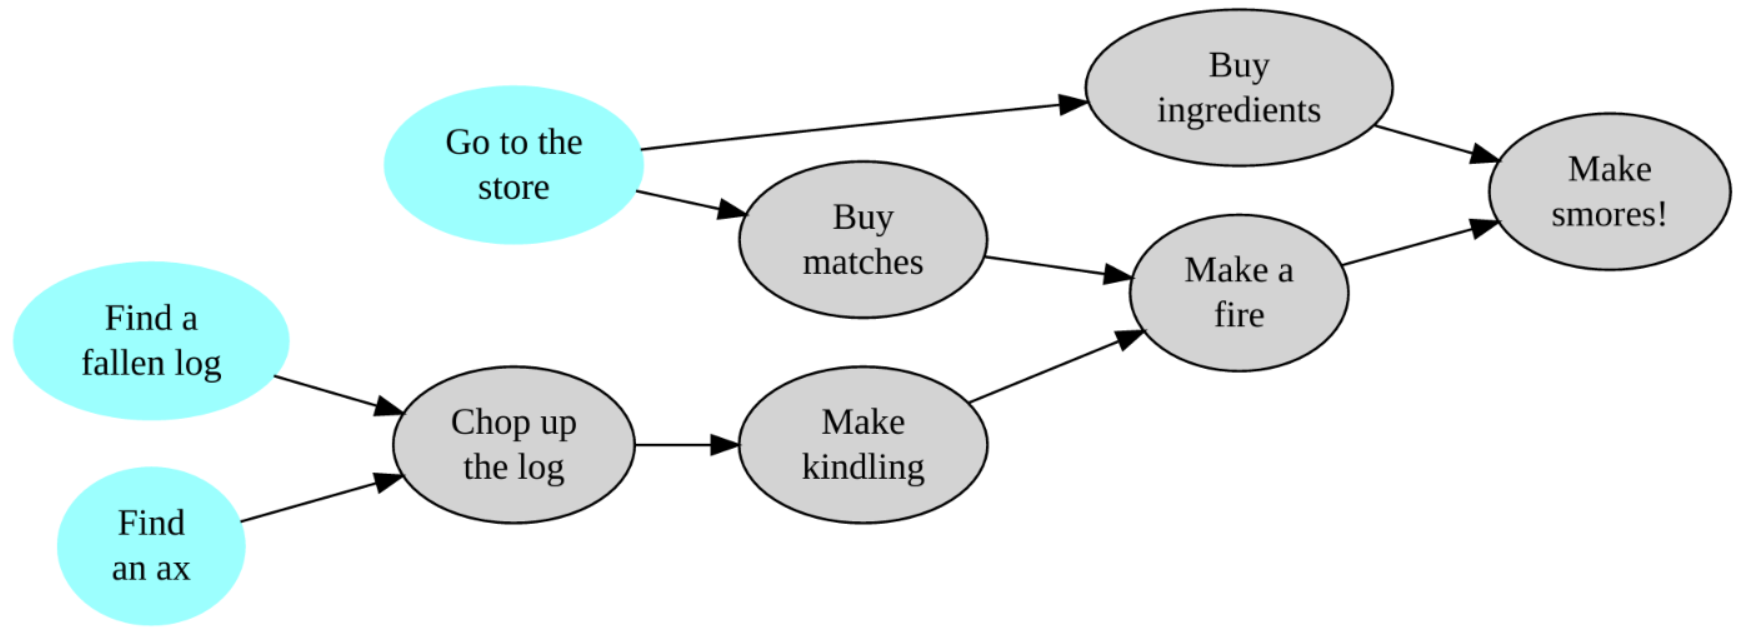 Buy
ingredients
Go to the
store
Make
smores!
Buy
matches
Make a
fire
Find a
fallen log
Chop up
the log
Make
kindling
Find
an ax